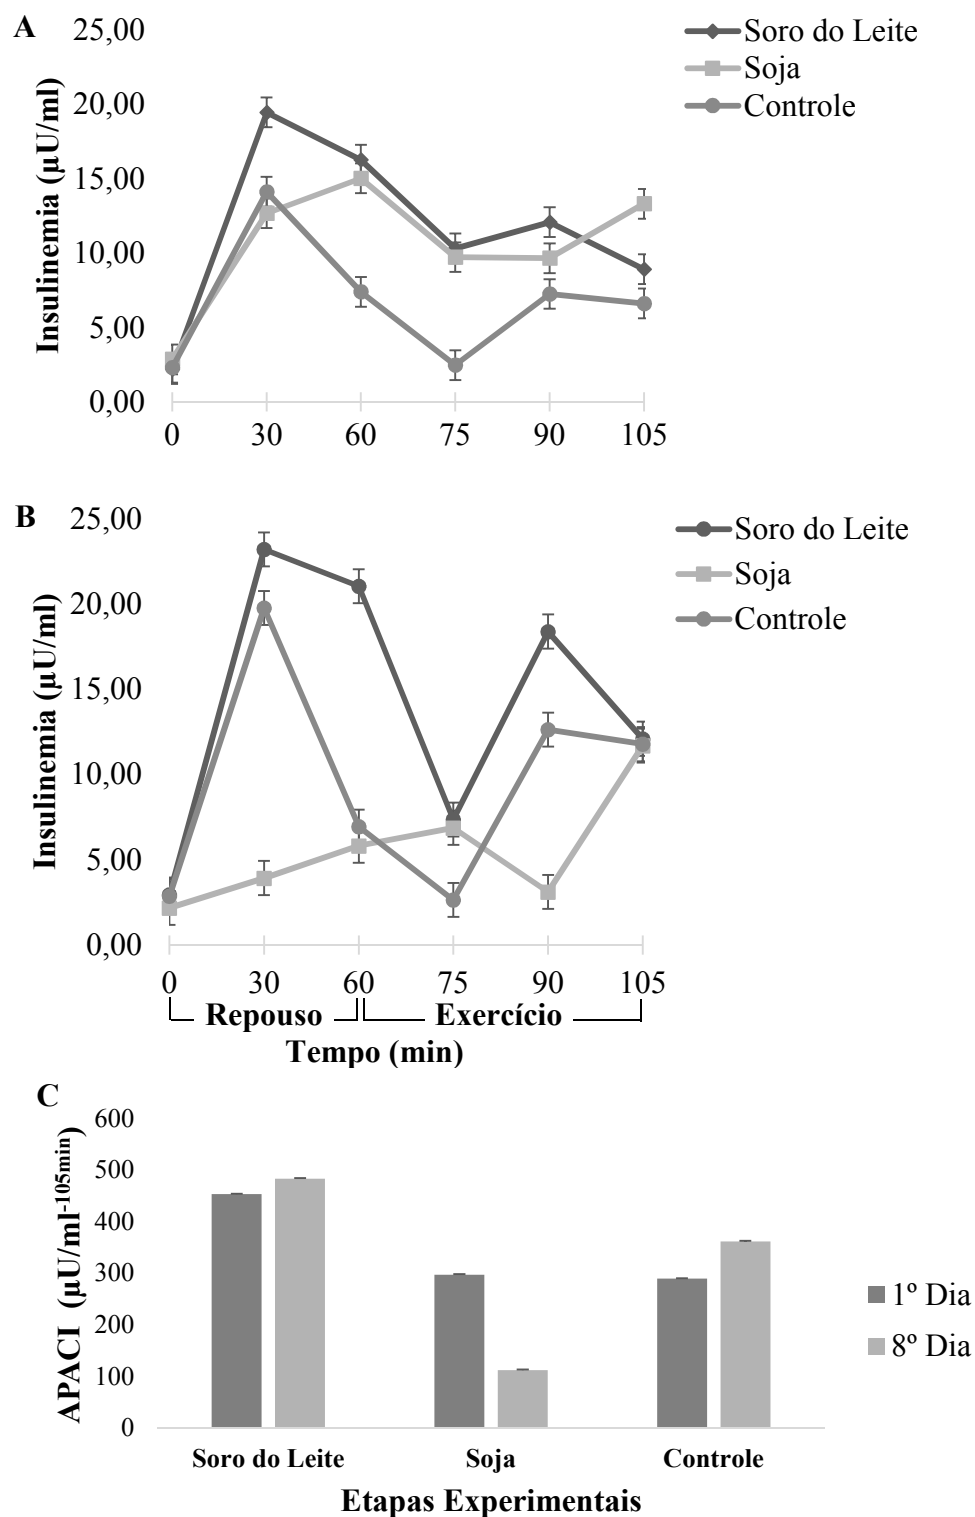 A
25,00
20,00
15,00
10,00
5,00
0,00
Insulinemia (µU/ml)
0 30 60 75 90 105
Soro do Leite
Soja
Controle
B
25,00
20,00
15,00
10,00
5,00
0,00
Insulinemia (µU/ml)
0 30 60 75 90 105
Repouso Exercício
Tempo (min)
Soro do Leite
Soja
Controle
C
600
500
400
300
200
100
0
APACI (µU/ml-105min)
Soro do Leite Soja Controle
Etapas Experimentais
1º Dia
8º Dia